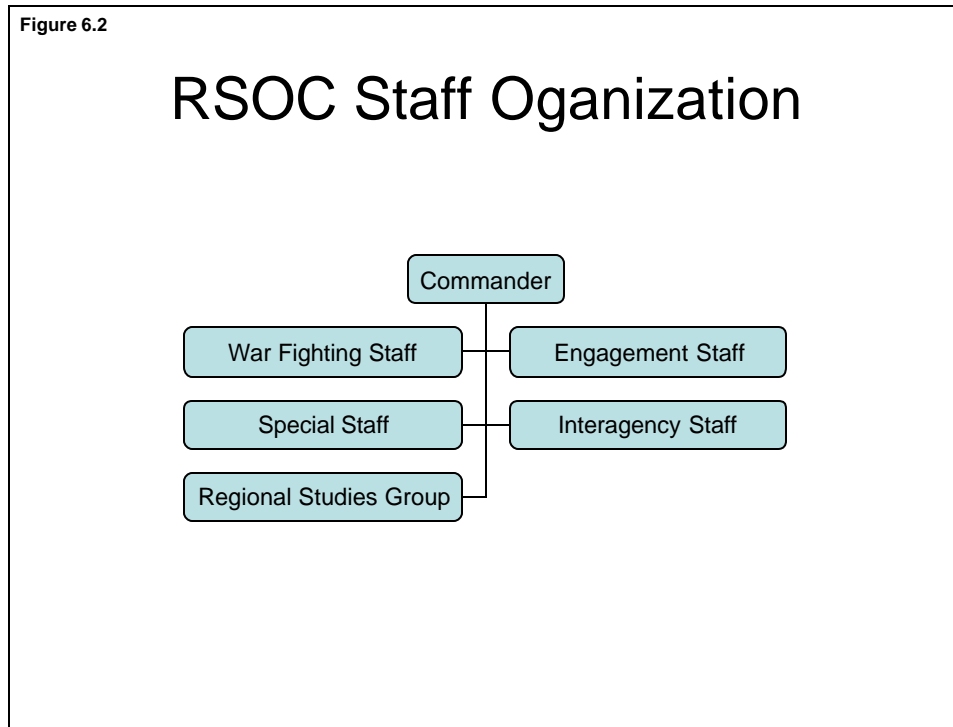 Figure 6.2
RSOC Staff Oganization
Commander
War Fighting Staff
Engagement Staff
Special Staff
Interagency Staff
Regional Studies Group